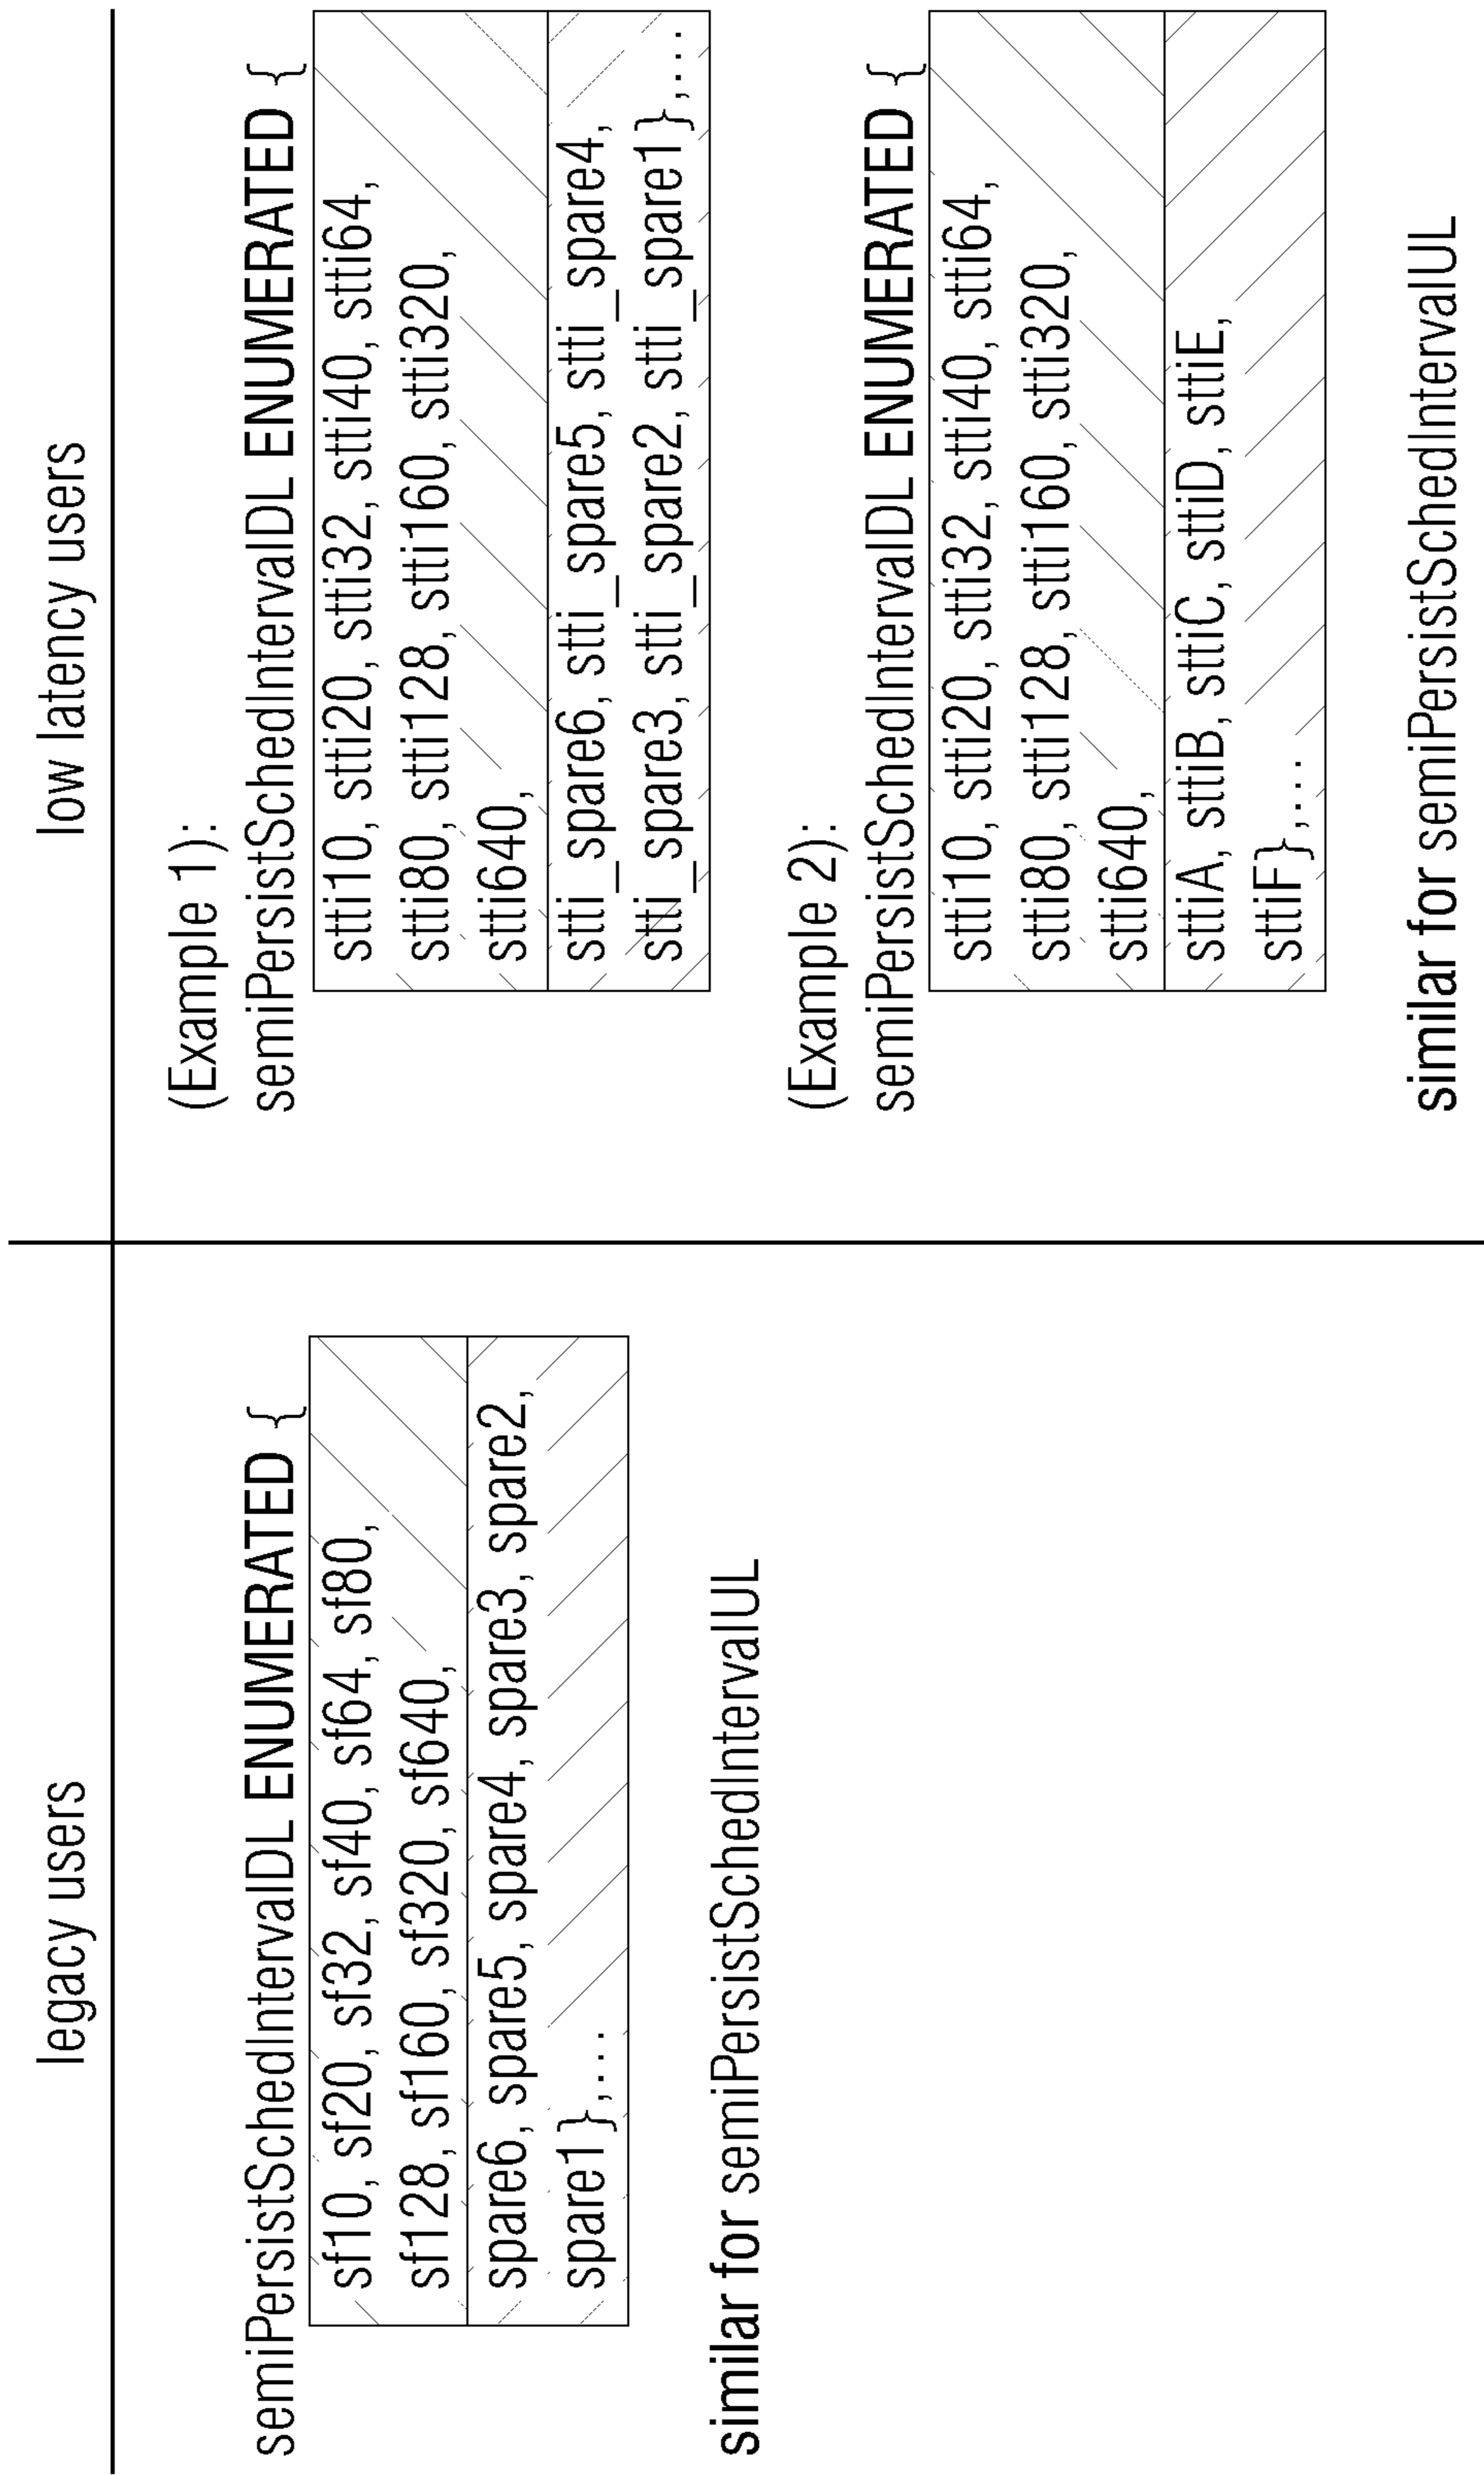 legacy users
semiPersistSchedIntervalDL ENUMERATED {
sf10, sf20, sf32, sf40, sf64, sf80,
sf128, sf160, sf320, sf640,
spare6, spare5, spare4, spare3, spare2,
spare1},...
similar for semiPersistSchedIntervalUL
low latency users
(Example 1):
semiPersistSchedIntervalDL ENUMERATED {
stti10, stti20, stti32, stti40, stti64,
stti80, stti128, stti160, stti320,
stti640,
stti_spare6, stti_spare5, stti_spare4,
stti_spare3, stti_spare2, stti_spare1},...
(Example 2):
semiPersistSchedIntervalDL ENUMERATED {
stti10, stti20, stti32, stti40, stti64,
stti80, stti128, stti160, stti320,
stti640,
sttiA, sttiB, sttiC, sttiD, sttiE,
sttiF},...
similar for semiPersistSchedIntervalUL